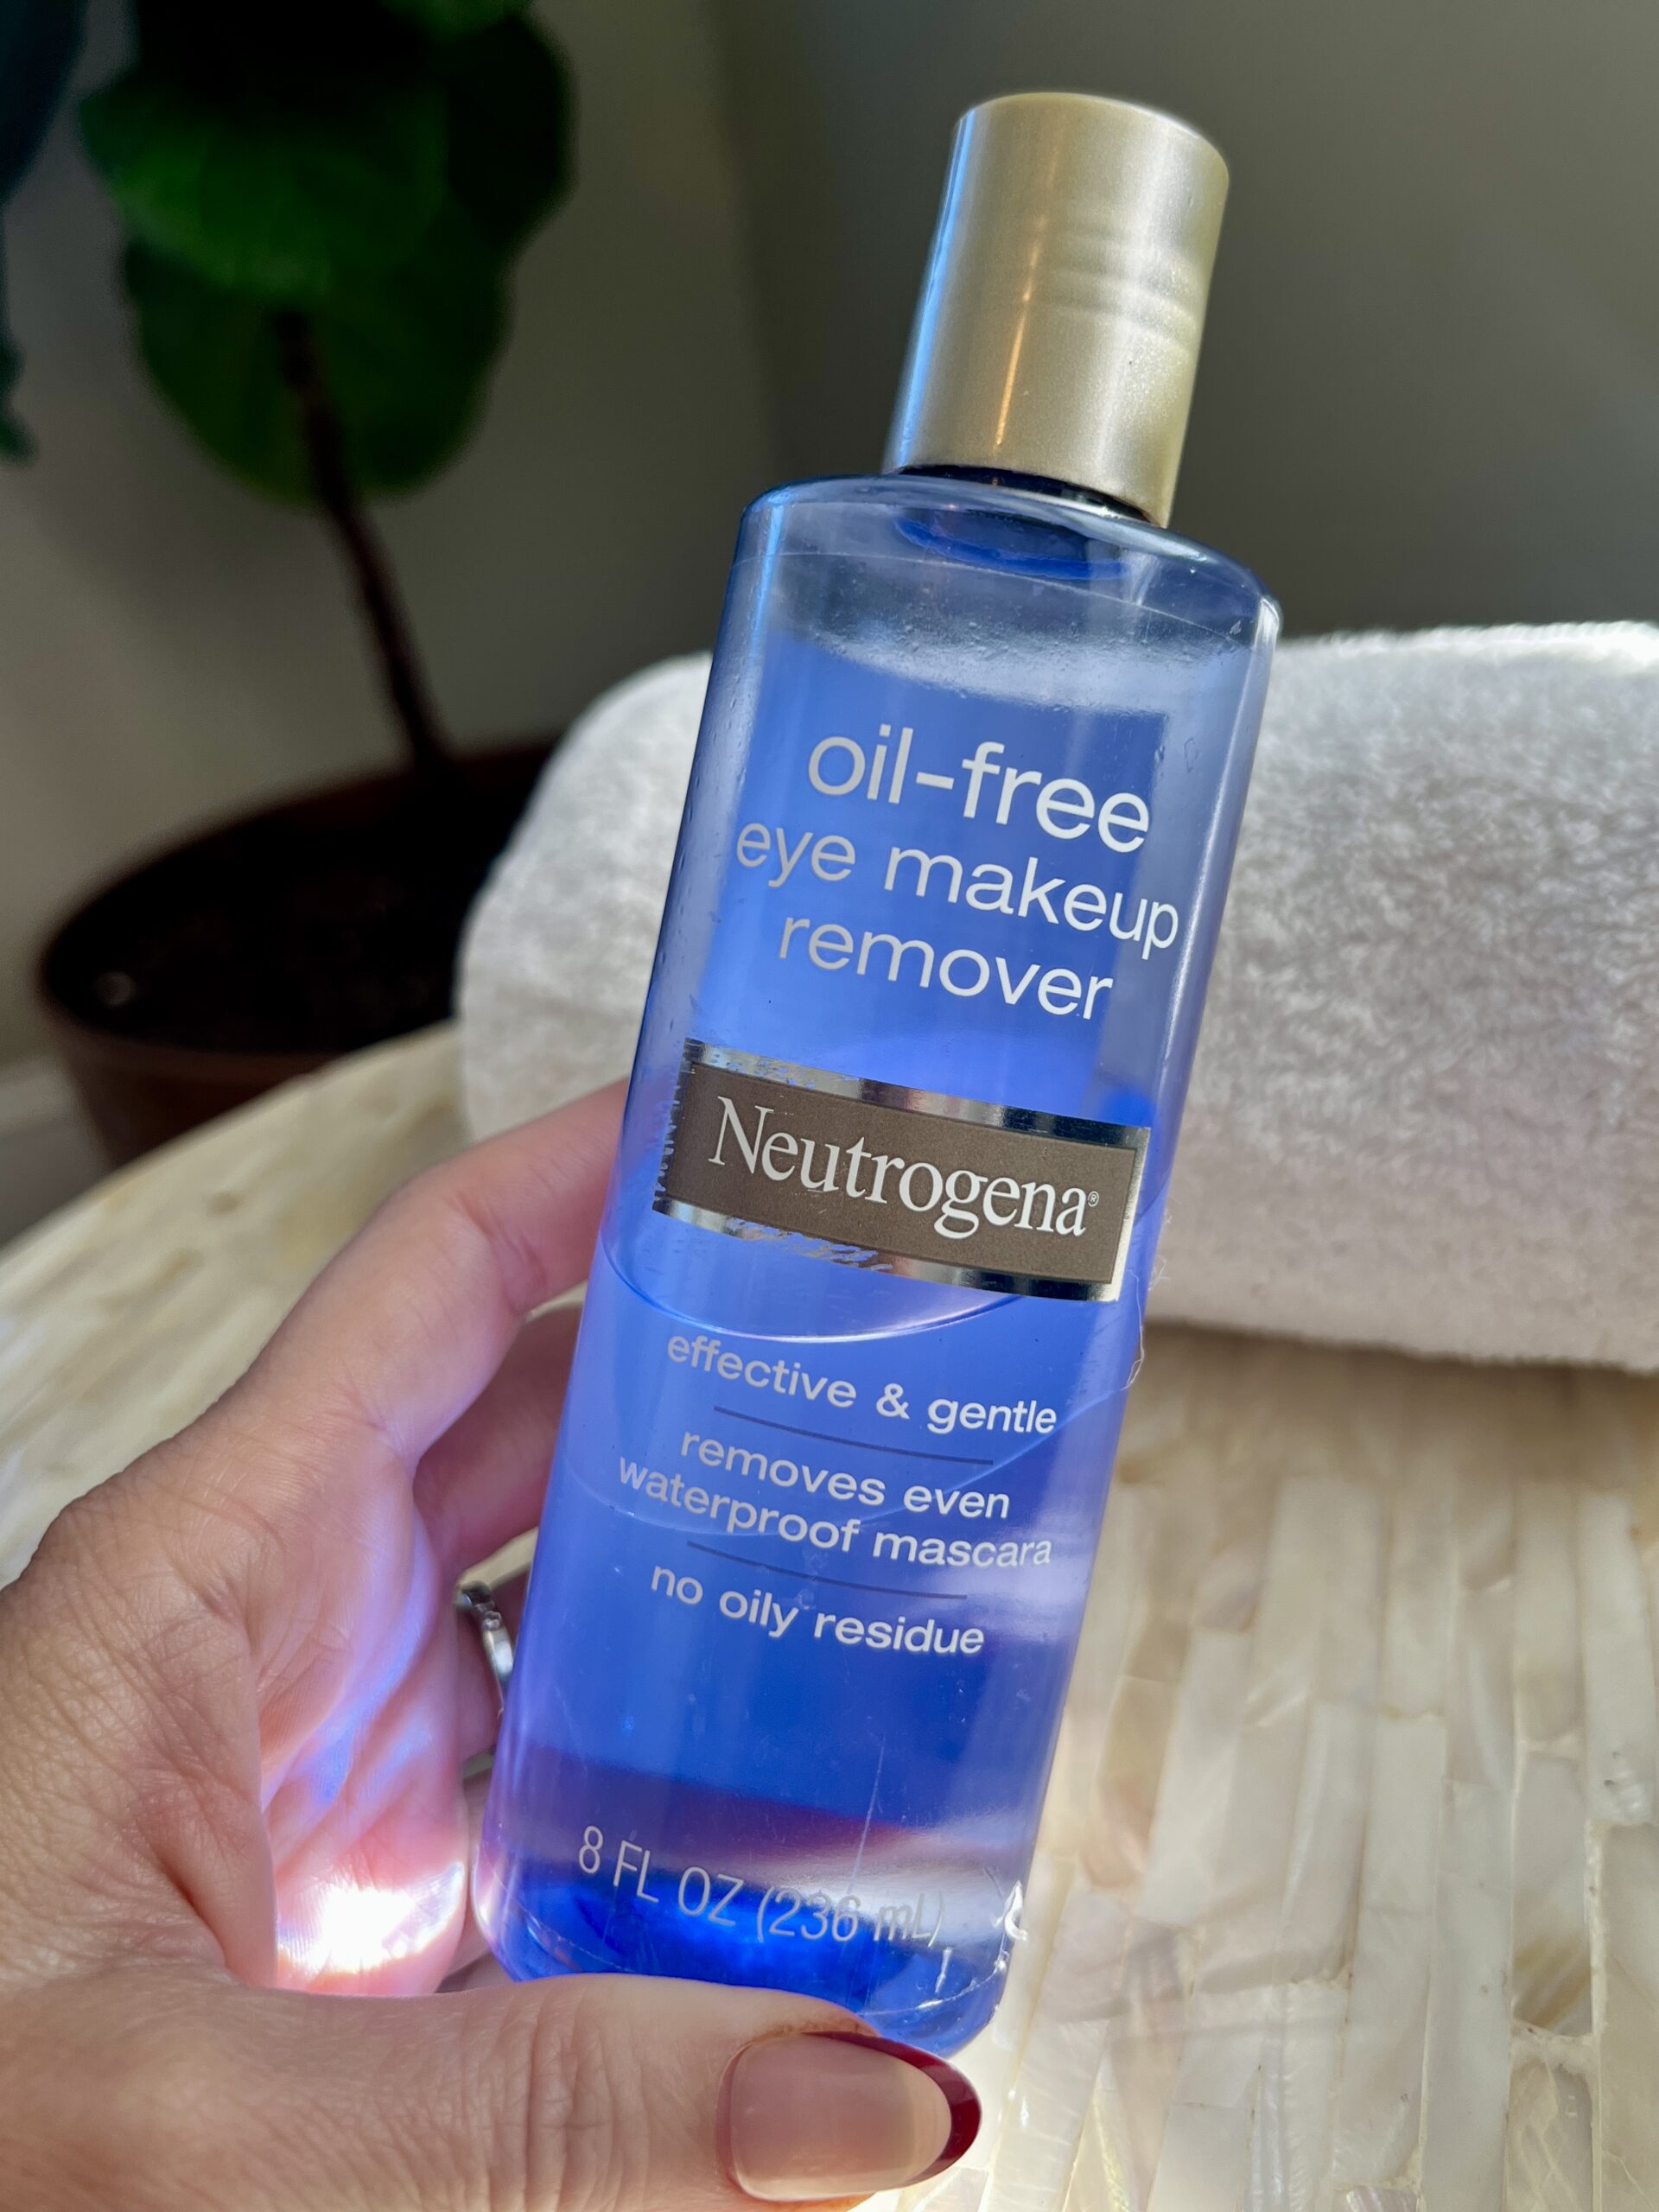 oil-free
eye makeup
remover
Neutrogena®
effective & gentle
removes even
waterproof mascara
no oily residue
8 FL OZ (236 mL)